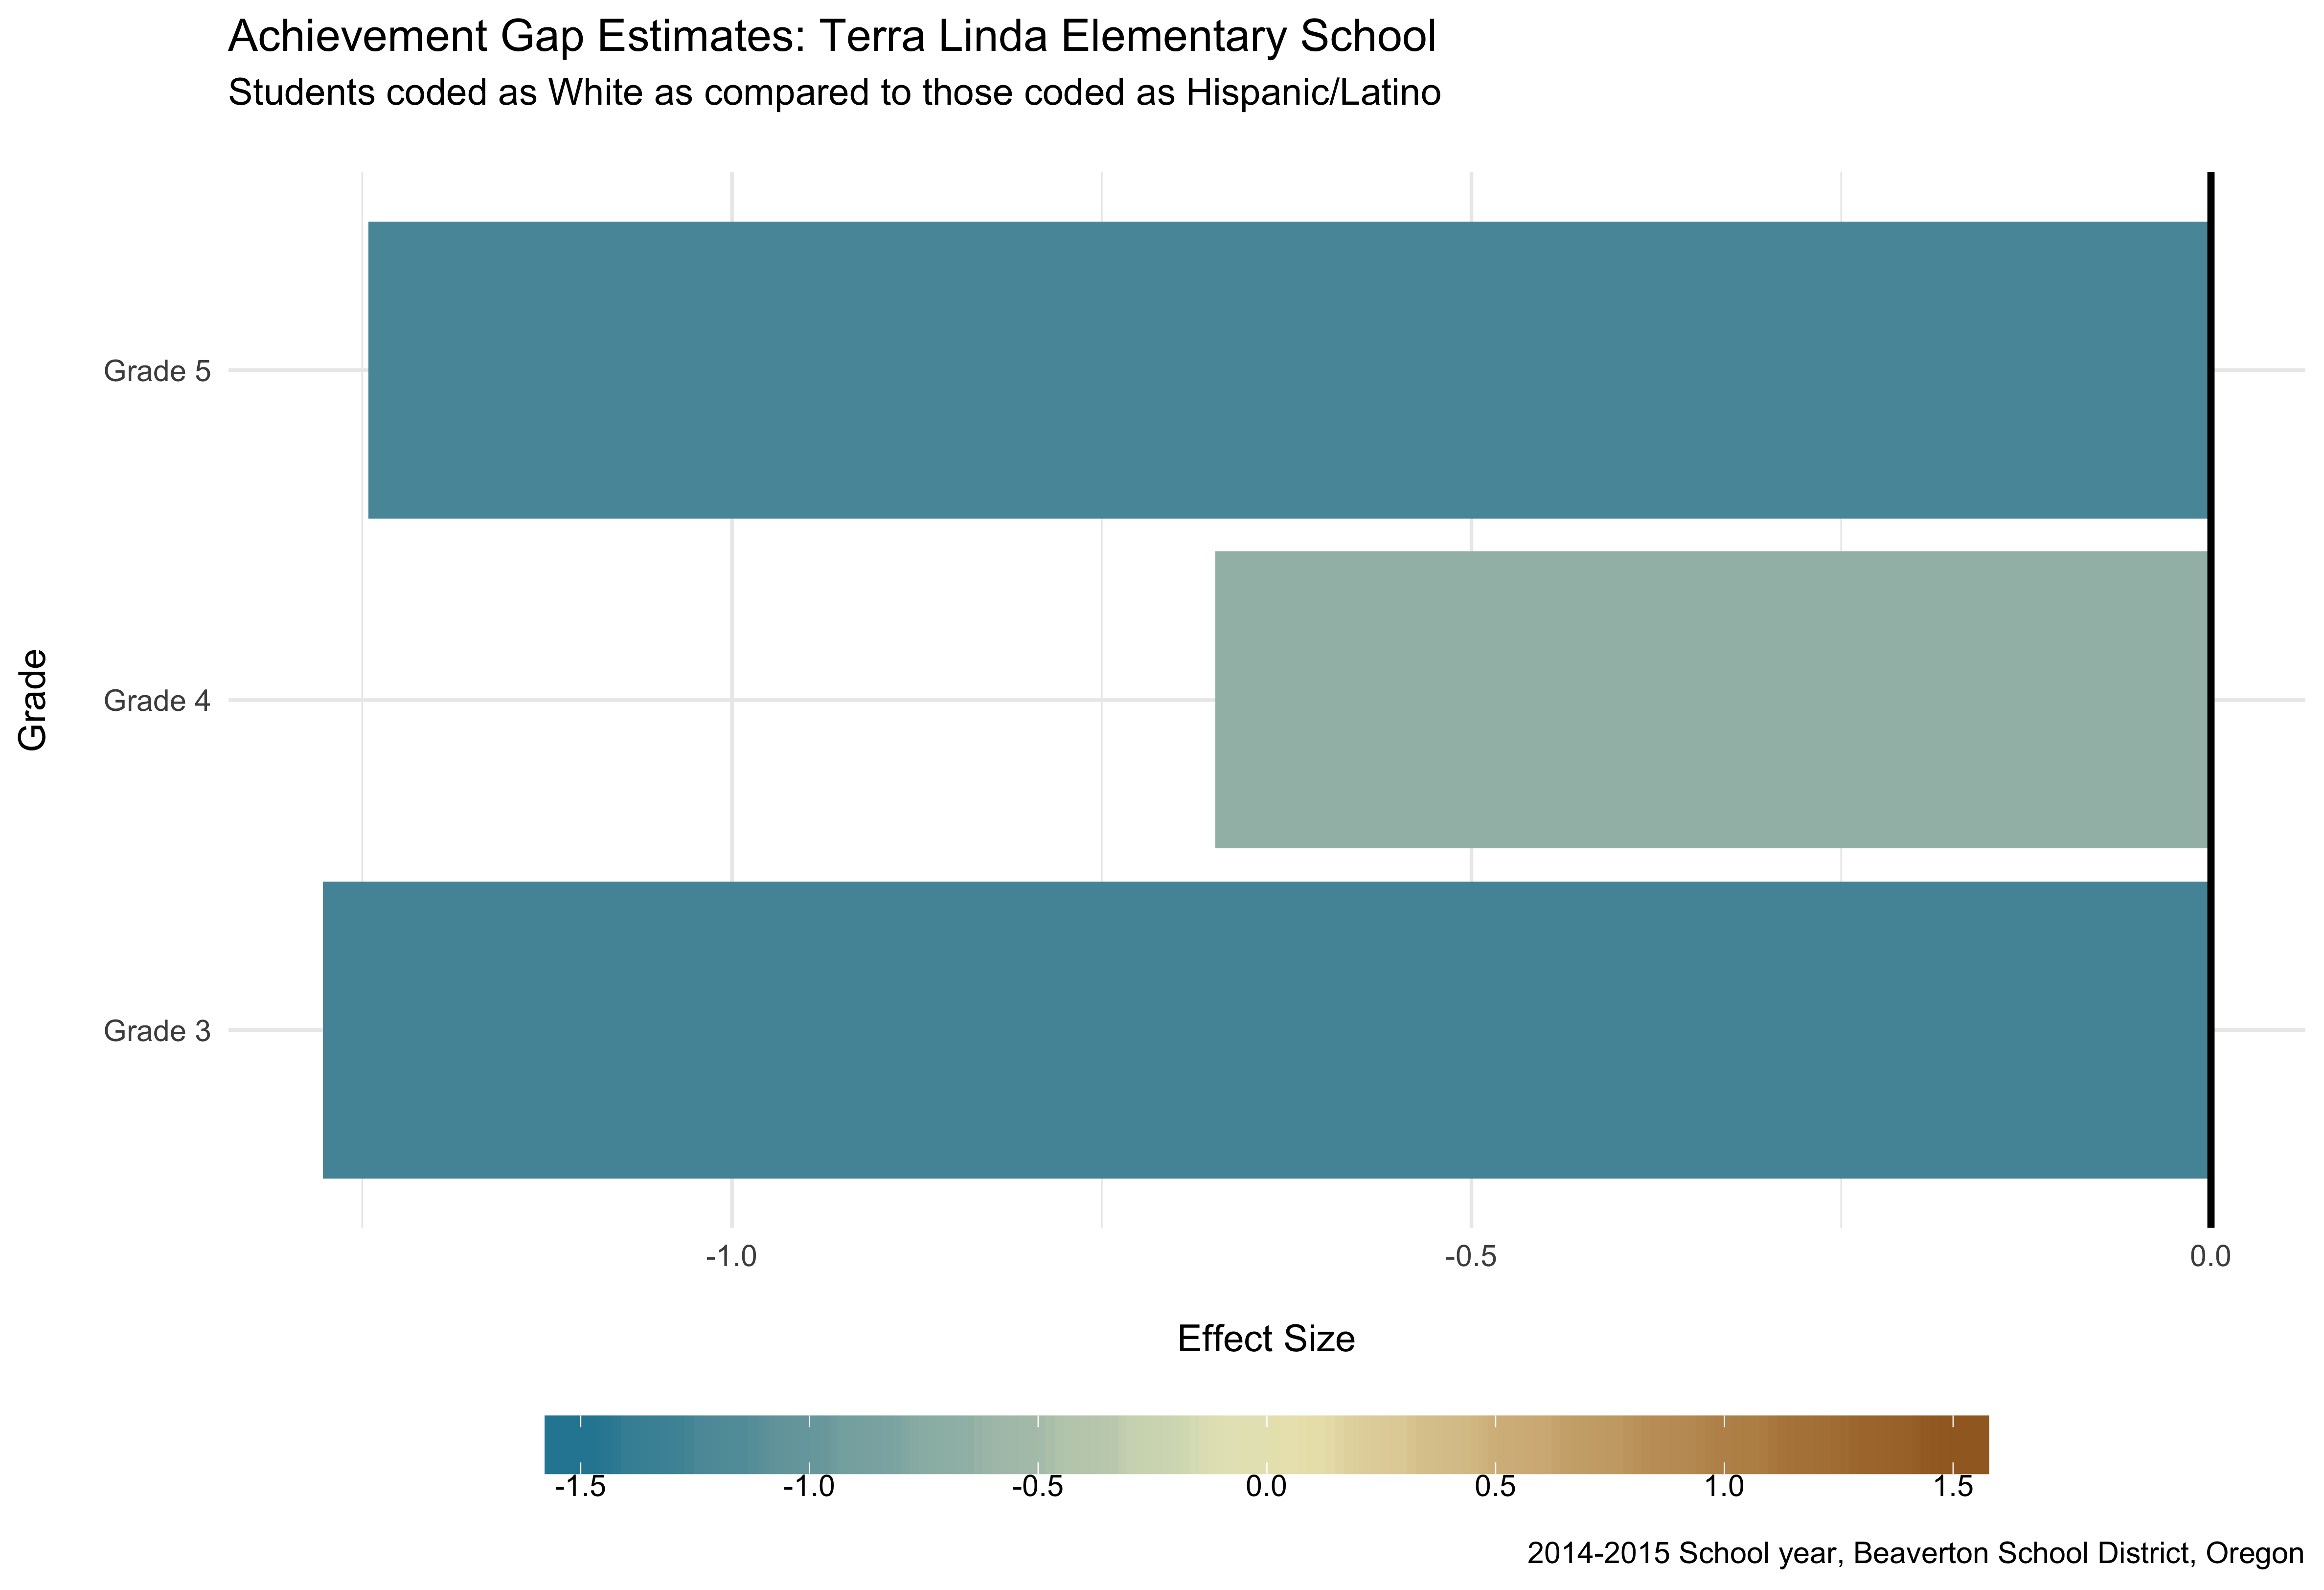 Achievement Gap Estimates: Terra Linda Elementary School
Students coded as White as compared to those coded as Hispanic/Latino
Grade
Grade 5
Grade 4
Grade 3
-1.0 -0.5 0.0
Effect Size
-1.5 -1.0 -0.5 0.0 0.5 1.0 1.5
2014-2015 School year, Beaverton School District, Oregon